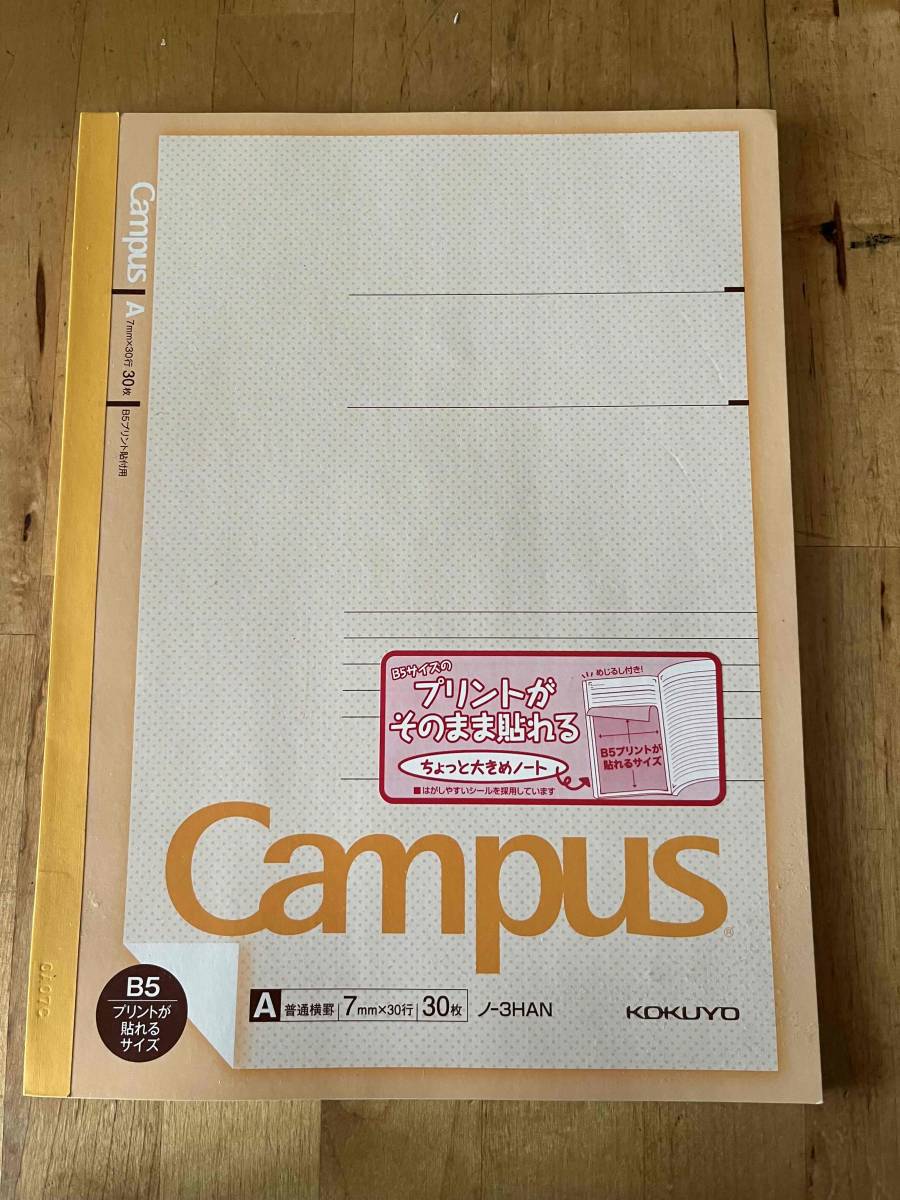 Campus
A 7mm×30行 30枚
B5プリント貼付用
B5サイズの
プリントが
そのまま貼れる
ちょっと大きめノート
■はがしやすいシールを採用しています
めじるし付き!
B5プリントが
貼れるサイズ
Campus®
B5
プリントが
貼れる
サイズ
A 普通横罫 7mm×30行 30枚 ノ-3HAN
KOKUYO